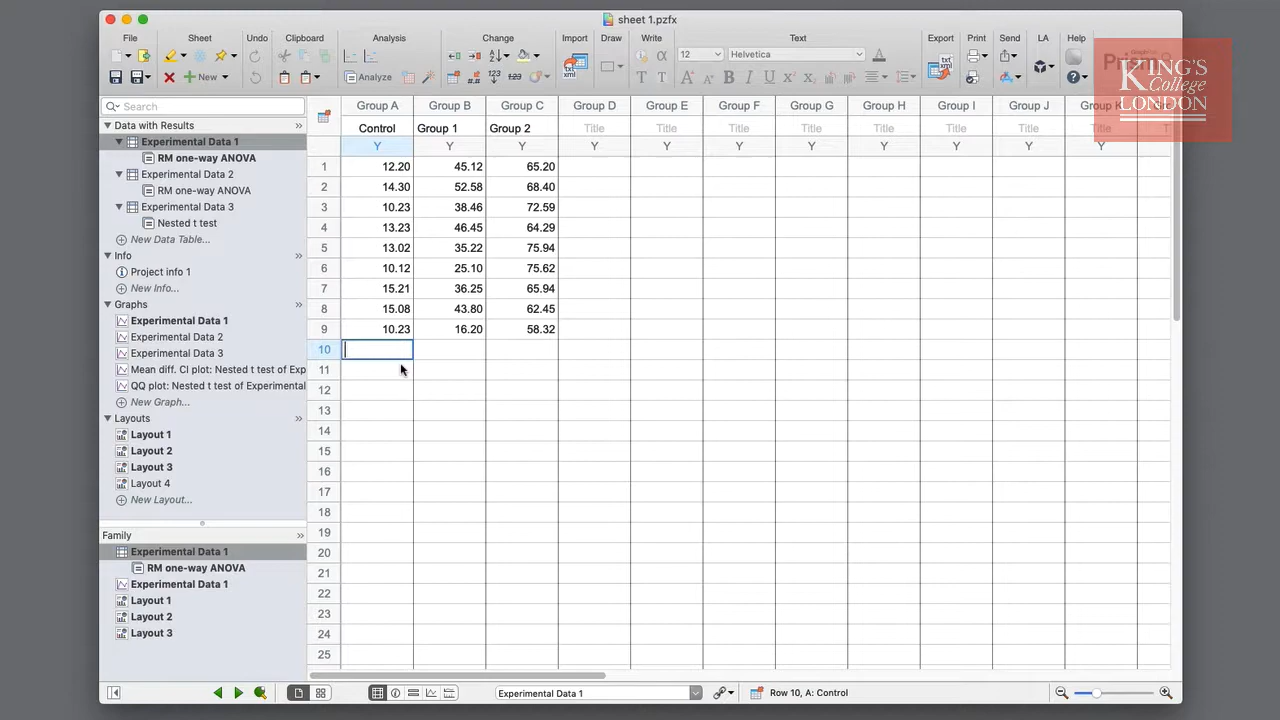 sheet 1.pzfx
File Sheet Undo Clipboard Analysis Change Import Draw Write Text Export Print Send LA Help
12 Helvetica
New Analyze
KING'S
College
LONDON
Search
Data with Results
Experimental Data 1
RM one-way ANOVA
Experimental Data 2
RM one-way ANOVA
Experimental Data 3
Nested t test
New Data Table...
Info
Project info 1
New Info...
Graphs
Experimental Data 1
Experimental Data 2
Experimental Data 3
Mean diff. CI plot: Nested t test of Exp
QQ plot: Nested t test of Experimental
New Graph...
Layouts
Layout 1
Layout 2
Layout 3
Layout 4
New Layout...
Family
Experimental Data 1
RM one-way ANOVA
Experimental Data 1
Layout 1
Layout 2
Layout 3
Group A Group B Group C Group D Group E Group F Group G Group H Group I Group J Group K
Control Group 1 Group 2 Title Title Title Title Title Title Title Title
Y Y Y Y Y Y Y Y Y Y Y
1 12.20 45.12 65.20
2 14.30 52.58 68.40
3 10.23 38.46 72.59
4 13.23 46.45 64.29
5 13.02 35.22 75.94
6 10.12 25.10 75.62
7 15.21 36.25 65.94
8 15.08 43.80 62.45
9 10.23 16.20 58.32
10
11
12
13
14
15
16
17
18
19
20
21
22
23
24
25
Experimental Data 1 Row 10, A: Control